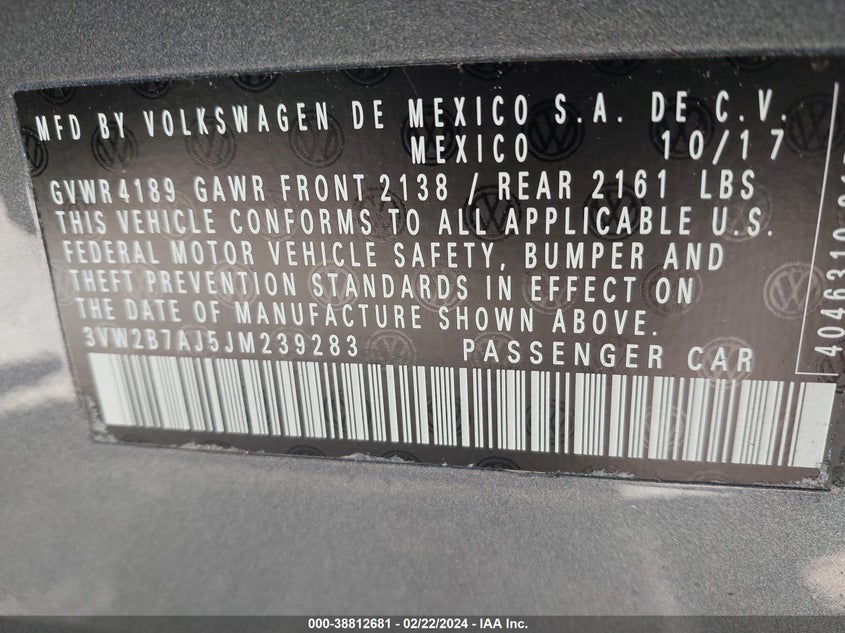 MFD BY VOLKSWAGEN DE MEXICO S.A. DE C.V.
MEXICO 10/17
GVWR 4189 GAWR FRONT 2138 / REAR 2161 LBS
THIS VEHICLE CONFORMS TO ALL APPLICABLE U.S.
FEDERAL MOTOR VEHICLE SAFETY, BUMPER AND
THEFT PREVENTION STANDARDS IN EFFECT ON
THE DATE OF MANUFACTURE SHOWN ABOVE.
3VW2B7AJ5JM239283 PASSENGER CAR
000-38812681 - 02/22/2024 - IAA Inc.